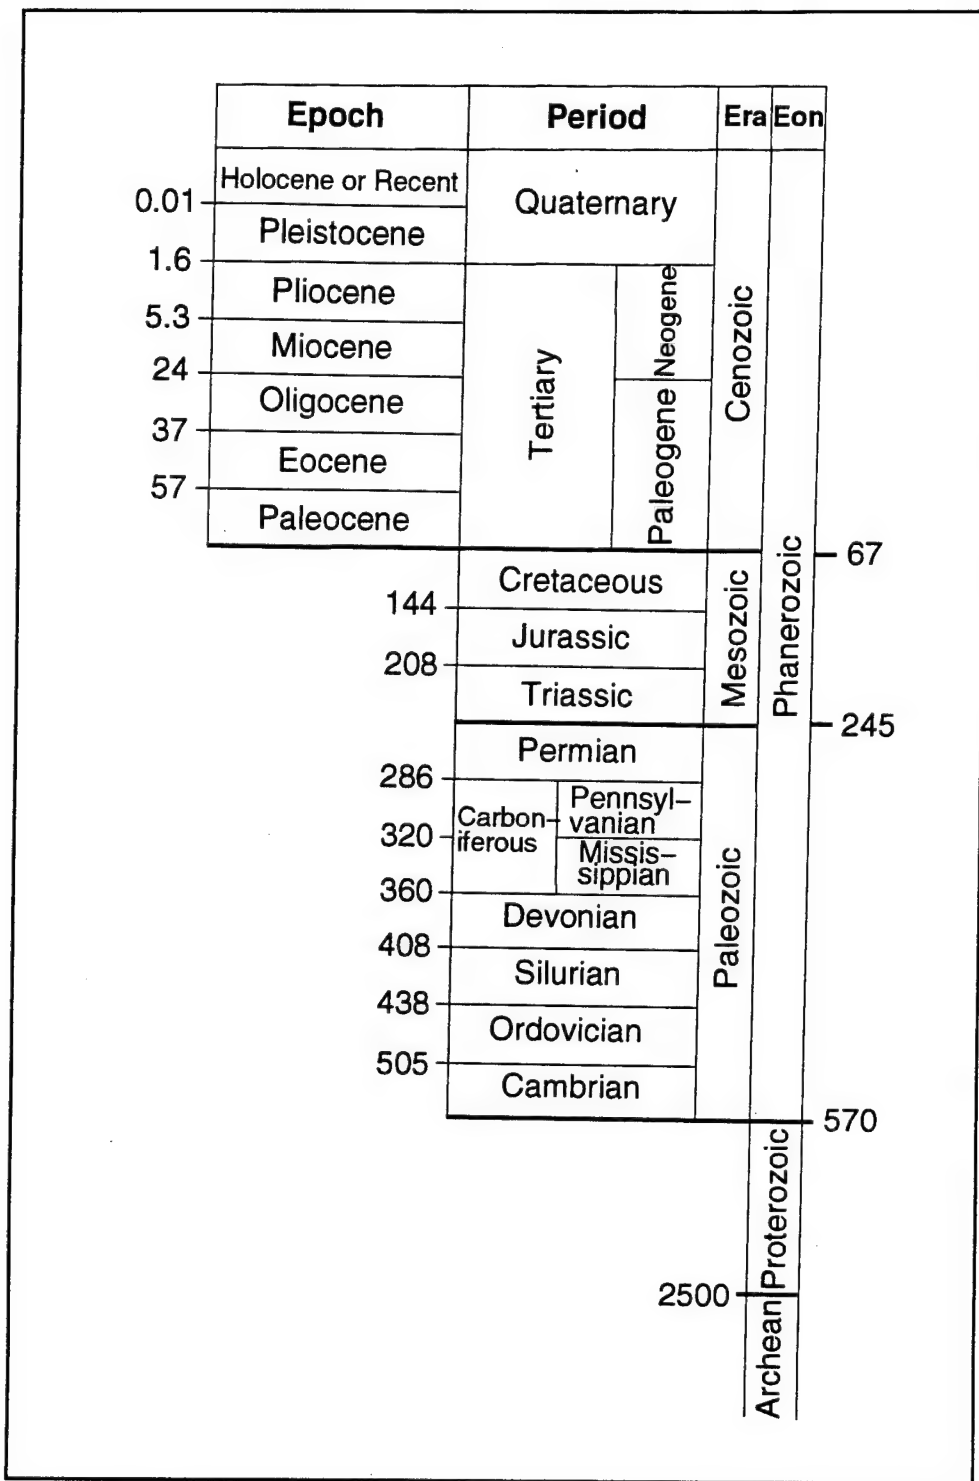 Epoch Period Era Eon
Holocene or Recent
0.01
Quaternary
Pleistocene
1.6
Pliocene
5.3
Miocene
24
Oligocene
37
Eocene
57
Paleocene
Tertiary
Neogene
Paleogene
Cenozoic
67
Cretaceous
144
Jurassic
208
Triassic
Mesozoic
Phanerozoic
245
Permian
286
Carbon–
iferous
Pennsyl–
vanian
320
Missis–
sippian
360
Devonian
408
Silurian
438
Ordovician
505
Cambrian
Paleozoic
570
Proterozoic
2500
Archean